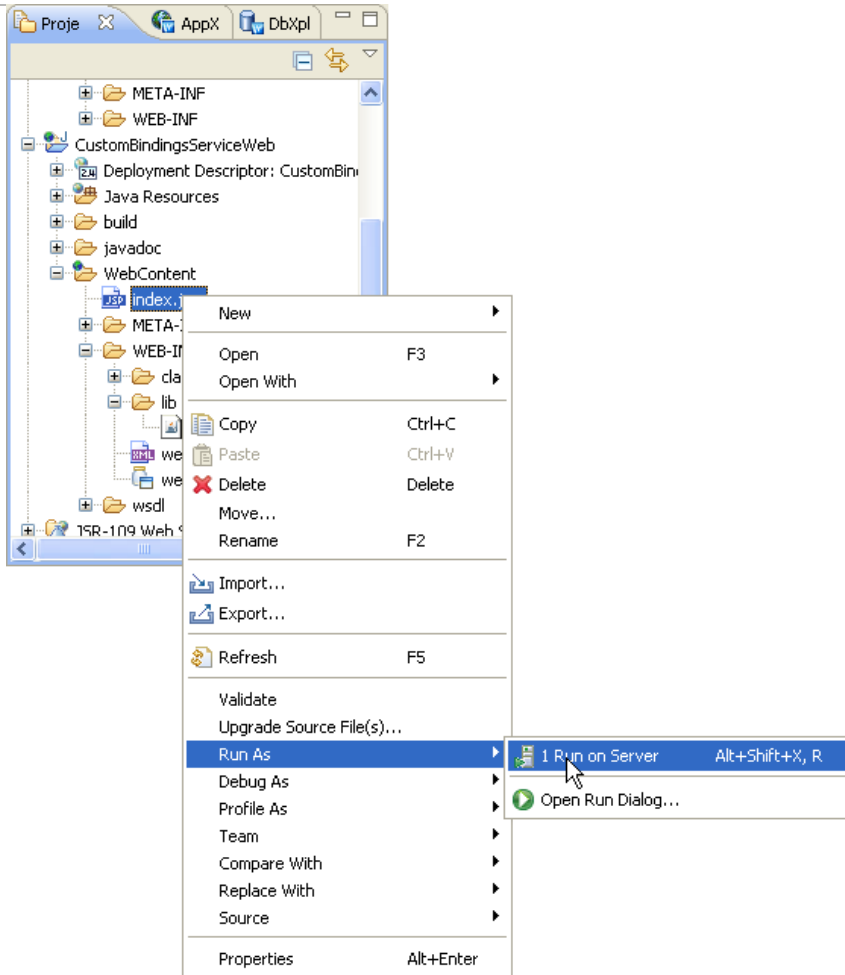 Proje AppX DbXpl
META-INF
WEB-INF
CustomBindingsServiceWeb
Deployment Descriptor: CustomBin
Java Resources
build
javadoc
WebContent
index.j
META-
WEB-I
cla
lib
we
we
wsdl
JSR-109 Web
New
Open F3
Open With
Copy Ctrl+C
Paste Ctrl+V
Delete Delete
Move...
Rename F2
Import...
Export...
Refresh F5
Validate
Upgrade Source File(s)...
Run As
1 Run on Server Alt+Shift+X, R
Debug As
Open Run Dialog...
Profile As
Team
Compare With
Replace With
Source
Properties Alt+Enter